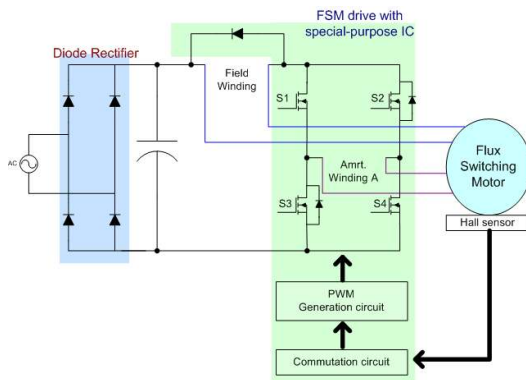 FSM drive with
special-purpose IC
Diode Rectifier
Field
Winding
S1
S2
AC
Flux
Switching
Motor
Amrt.
Winding A
S3
S4
Hall sensor
PWM
Generation circuit
Commutation circuit